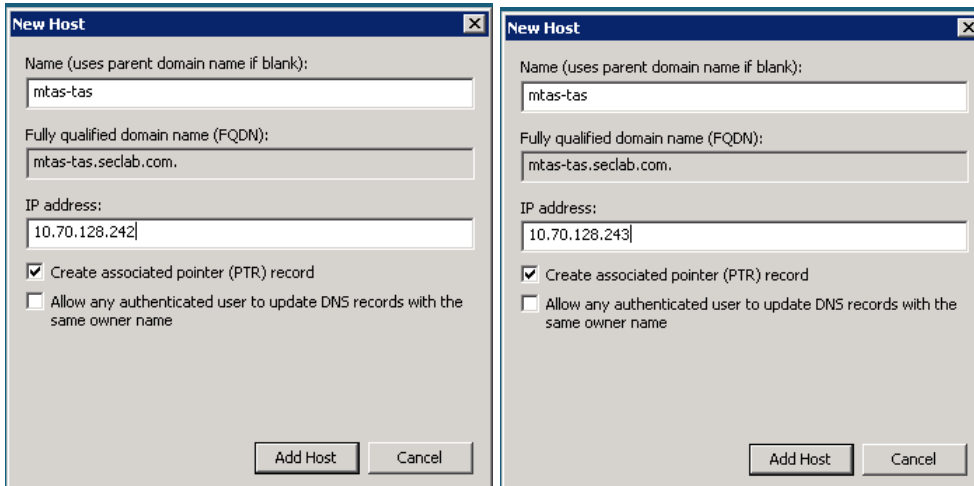 New Host
Name (uses parent domain name if blank):
mtas-tas
Fully qualified domain name (FQDN):
mtas-tas.seclab.com.
IP address:
10.70.128.242
Create associated pointer (PTR) record
Allow any authenticated user to update DNS records with the
same owner name
Add Host
Cancel
New Host
Name (uses parent domain name if blank):
mtas-tas
Fully qualified domain name (FQDN):
mtas-tas.seclab.com.
IP address:
10.70.128.243
Create associated pointer (PTR) record
Allow any authenticated user to update DNS records with the
same owner name
Add Host
Cancel